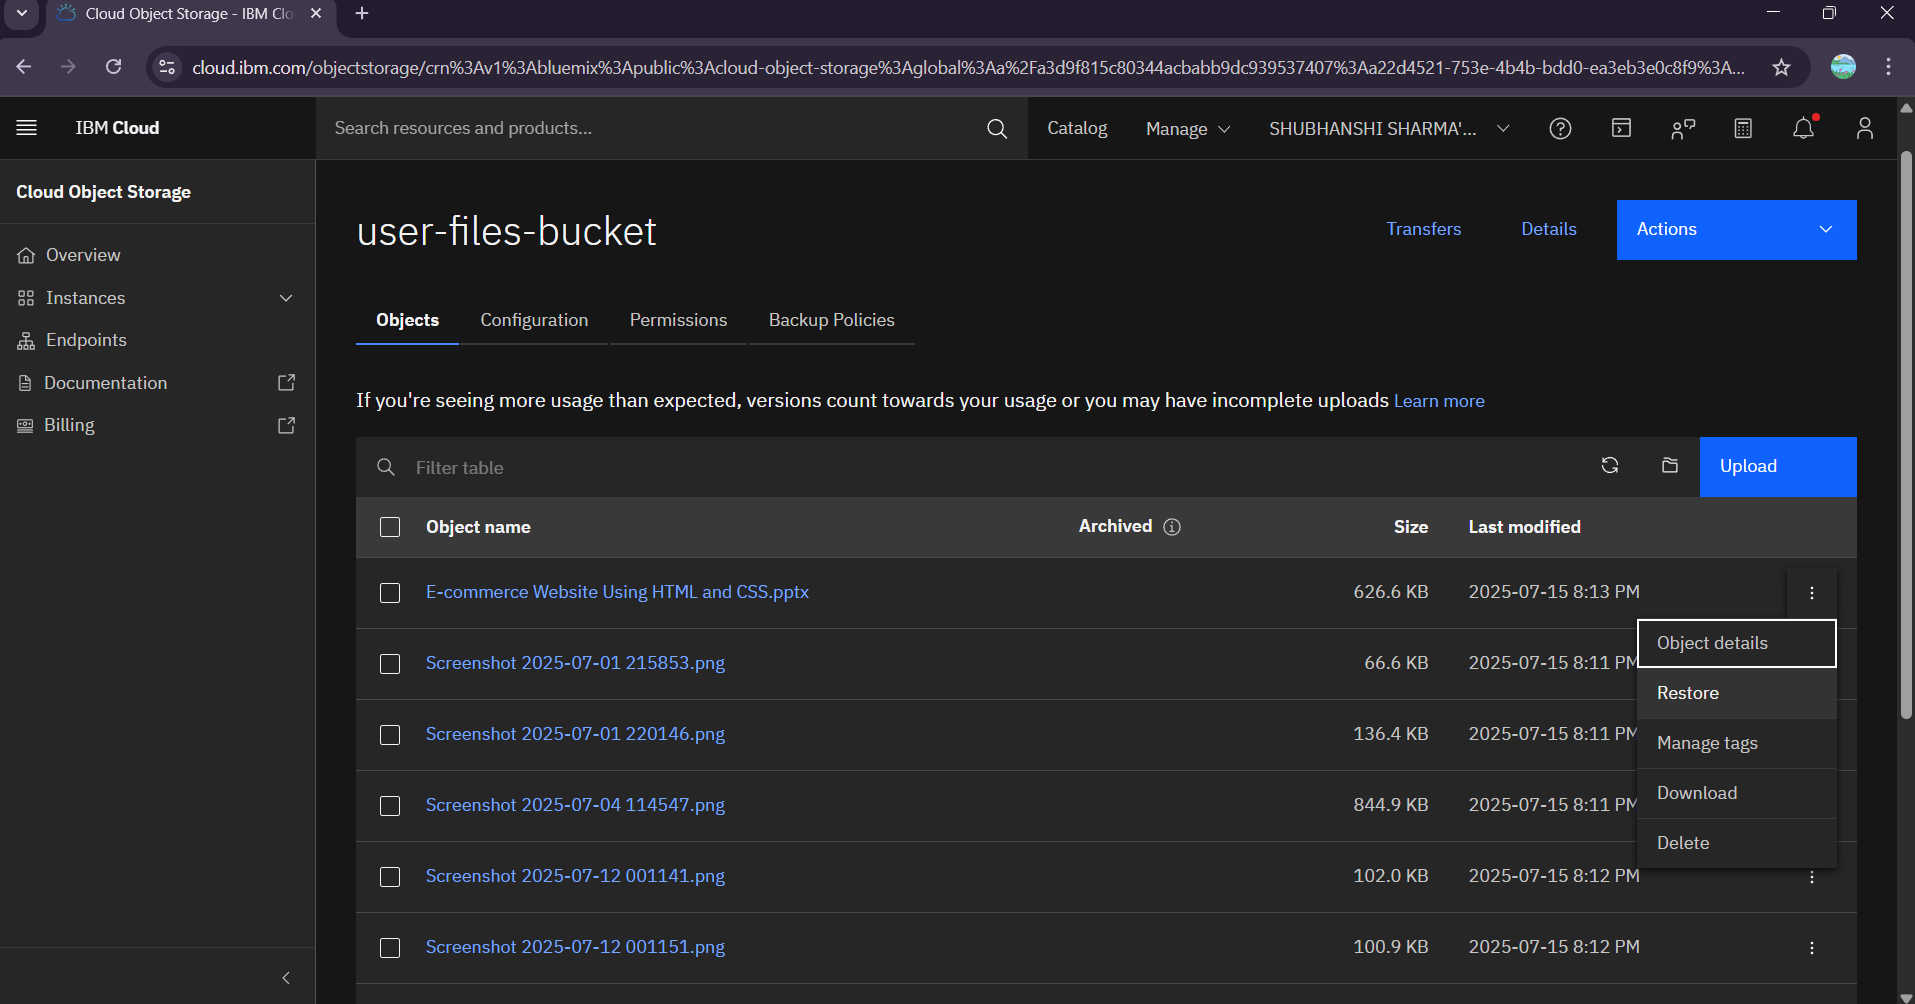 Cloud Object Storage - IBM Clo
cloud.ibm.com/objectstorage/crn%3Av1%3Abluemix%3Apublic%3Acloud-object-storage%3Aglobal%3Aa%2Fa3d9f815c80344acbabb9dc939537407%3Aa22d4521-753e-4b4b-bdd0-ea3eb3e0c8f9%3A...
IBM Cloud
Search resources and products...
Catalog
Manage
SHUBHANSHI SHARMA'...
Cloud Object Storage
Overview
Instances
Endpoints
Documentation
Billing
user-files-bucket
Transfers
Details
Actions
Objects
Configuration
Permissions
Backup Policies
If you're seeing more usage than expected, versions count towards your usage or you may have incomplete uploads Learn more
Filter table
Upload
Object name Archived Size Last modified
E-commerce Website Using HTML and CSS.pptx 626.6 KB 2025-07-15 8:13 PM
Screenshot 2025-07-01 215853.png 66.6 KB 2025-07-15 8:11 PM
Screenshot 2025-07-01 220146.png 136.4 KB 2025-07-15 8:11 PM
Screenshot 2025-07-04 114547.png 844.9 KB 2025-07-15 8:11 PM
Screenshot 2025-07-12 001141.png 102.0 KB 2025-07-15 8:12 PM
Screenshot 2025-07-12 001151.png 100.9 KB 2025-07-15 8:12 PM
Object details
Restore
Manage tags
Download
Delete